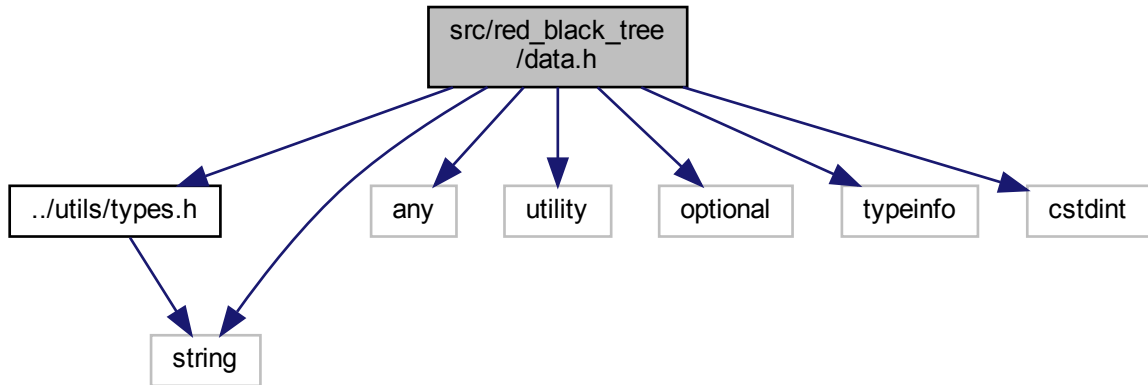 src/red_black_tree
/data.h
../utils/types.h
any
utility
optional
typeinfo
cstdint
string